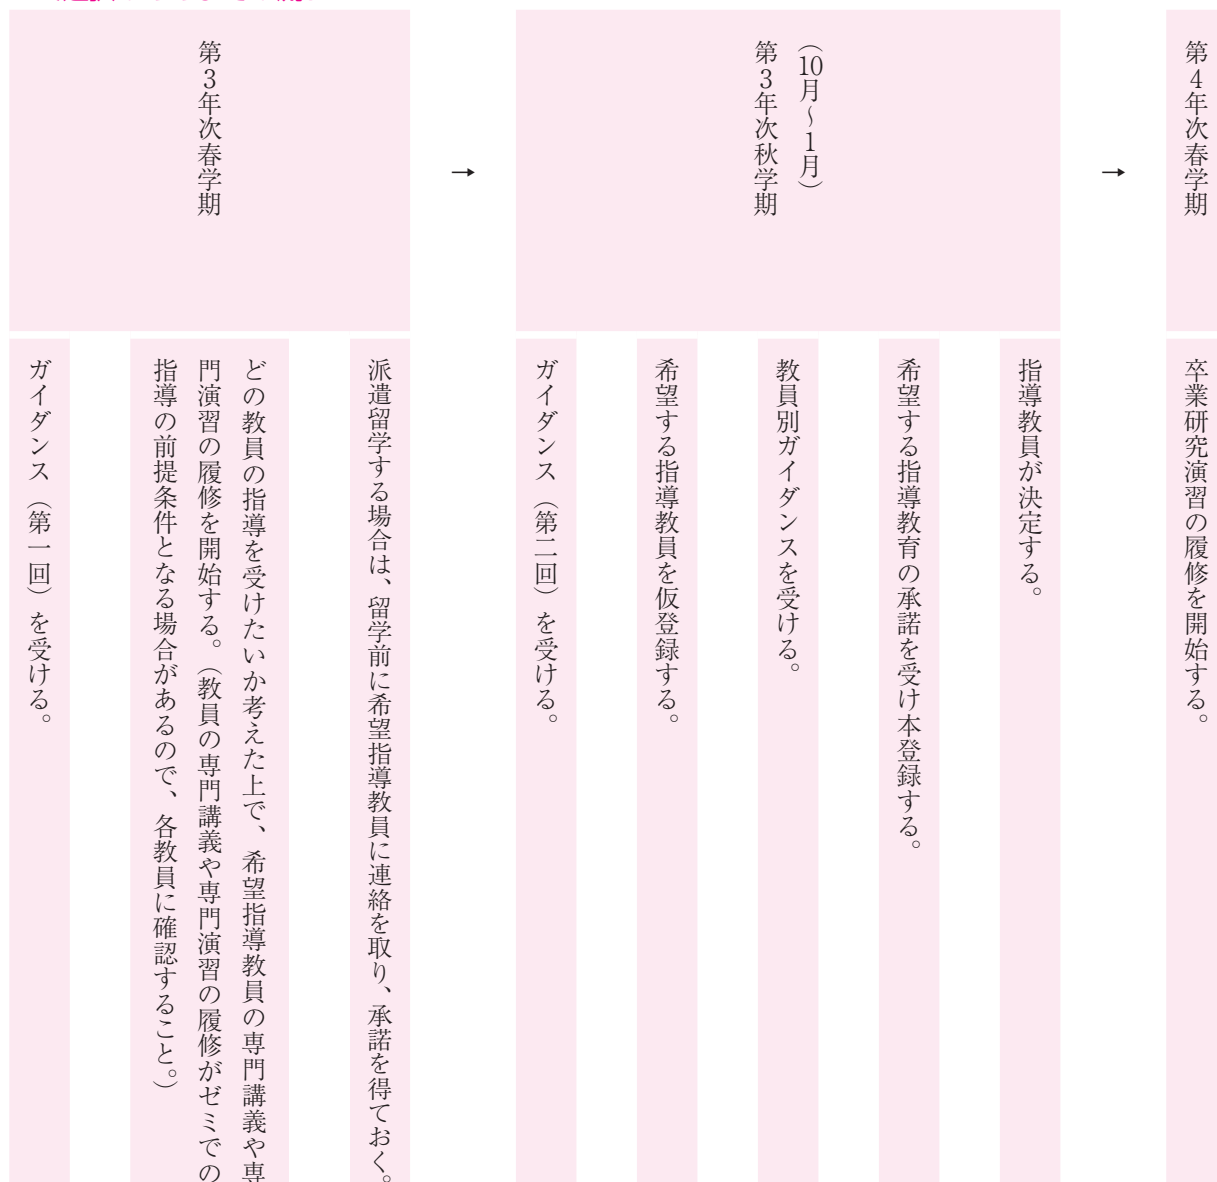 第3年次春学期
ガイダンス（第一回）を受ける。
どの教員の指導を受けたいか考えた上で、希望指導教員の専門講義や専
門演習の履修を開始する。（教員の専門講義や専門演習の履修がゼミでの
指導の前提条件となる場合があるので、各教員に確認すること。）
派遣留学する場合は、留学前に希望指導教員に連絡を取り、承諾を得ておく。
→
（10月〜1月）
第3年次秋学期
ガイダンス（第二回）を受ける。
希望する指導教員を仮登録する。
教員別ガイダンスを受ける。
希望する指導教育の承諾を受け本登録する。
指導教員が決定する。
→
第4年次春学期
卒業研究演習の履修を開始する。